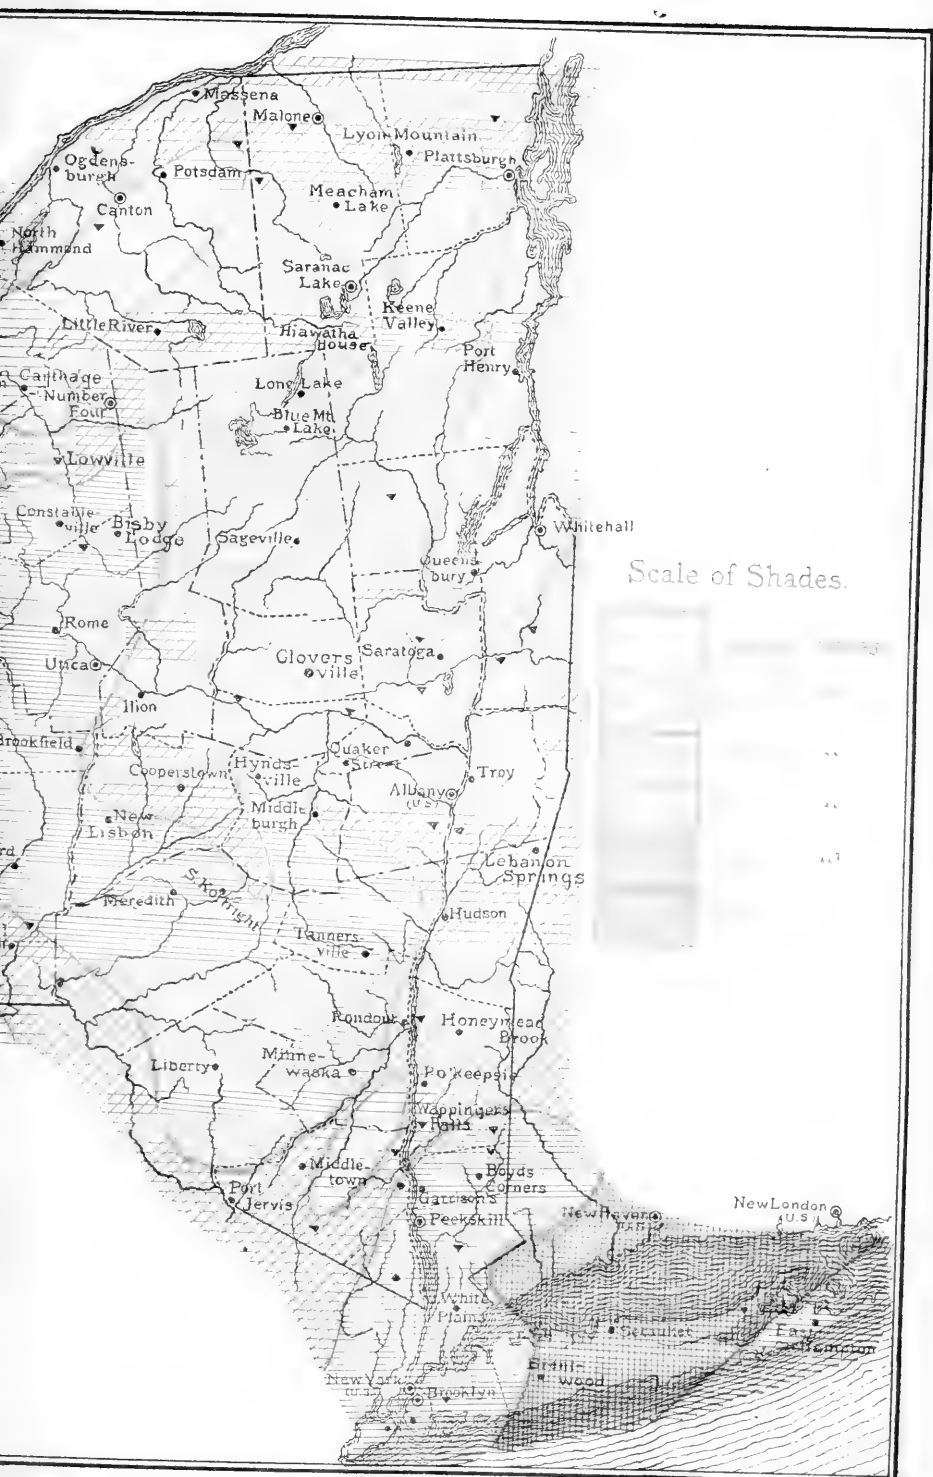 Massena
Malone
Lyon Mountain
Plattsburgh
Ogdens-
burgh
Potsdam
Canton
Meacham
Lake
North
Hammond
Saranac
Lake
Keene
Valley
Little River
Hiawatha
House
Port
Henry
Carthage
Number
Four
Long Lake
Blue Mt.
Lake
Lowville
Constable-
ville
Bisby
Lodge
Sageville
Whitehall
Queens-
bury
Scale of Shades.
Rome
Utica
Glovers
ville
Saratoga
Ilion
Brookfield
Cooperstown
Hynds-
ville
Quaker
Street
Troy
Albany
(U.S.)
Middle
burgh
New
Lisbon
Lebanon
Springs
rd
Meredith
S. Kortright
Hudson
Tanners-
ville
Rondout
Honeymead
Brook
Liberty
Minne-
waska
Po'keepsie
Wappingers
Falls
Middle-
town
Boyds
Corners
Port
Jervis
Garrison's
Peekskill
New Haven
(U.S.)
New London
(U.S.)
White
Plains
Setauket
East
Hampton
Brent-
wood
New York
(U.S.)
Brooklyn